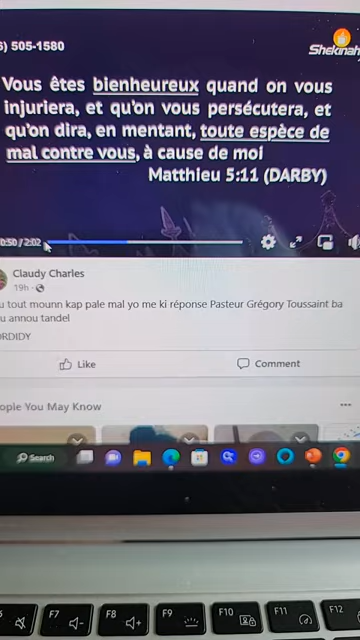 6) 505-1580
Shekinah
Vous êtes bienheureux quand on vous
injuriera, et qu'on vous persécutera, et
qu'on dira, en mentant, toute espèce de
mal contre vous, à cause de moi
Matthieu 5:11 (DARBY)
0:50 / 2:02
Claudy Charles
19h
u tout mounn kap pale mal yo me ki réponse Pasteur Grégory Toussaint ba
u annou tandel
ORDIDY
Like Comment
ople You May Know
Search
F7 F8 F9 F10 F11 F12